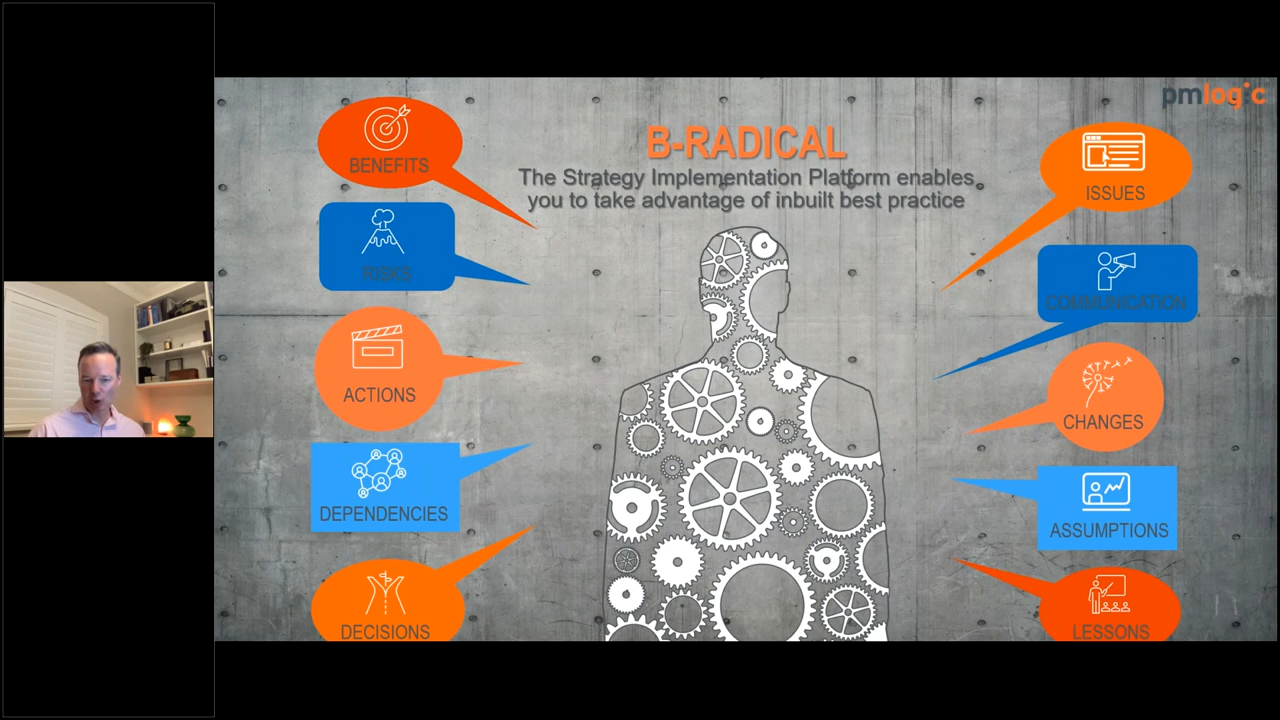 pmlogic
B-RADICAL
The Strategy Implementation Platform enables
you to take advantage of inbuilt best practice
BENEFITS
RISKS
ACTIONS
DEPENDENCIES
DECISIONS
ISSUES
COMMUNICATION
CHANGES
ASSUMPTIONS
LESSONS